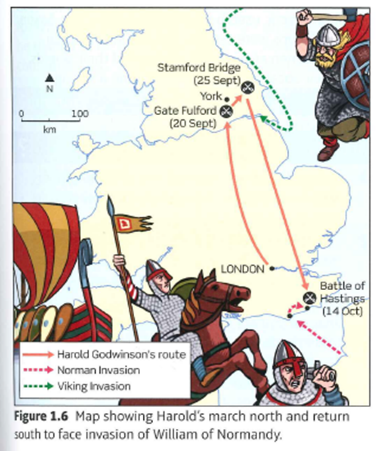 Stamford Bridge
(25 Sept)
York
Gate Fulford
(20 Sept)
N
0 100
km
LONDON
Battle of
Hastings
(14 Oct)
Harold Godwinson's route
Norman Invasion
Viking Invasion
Figure 1.6 Map showing Harold's march north and return
south to face invasion of William of Normandy.